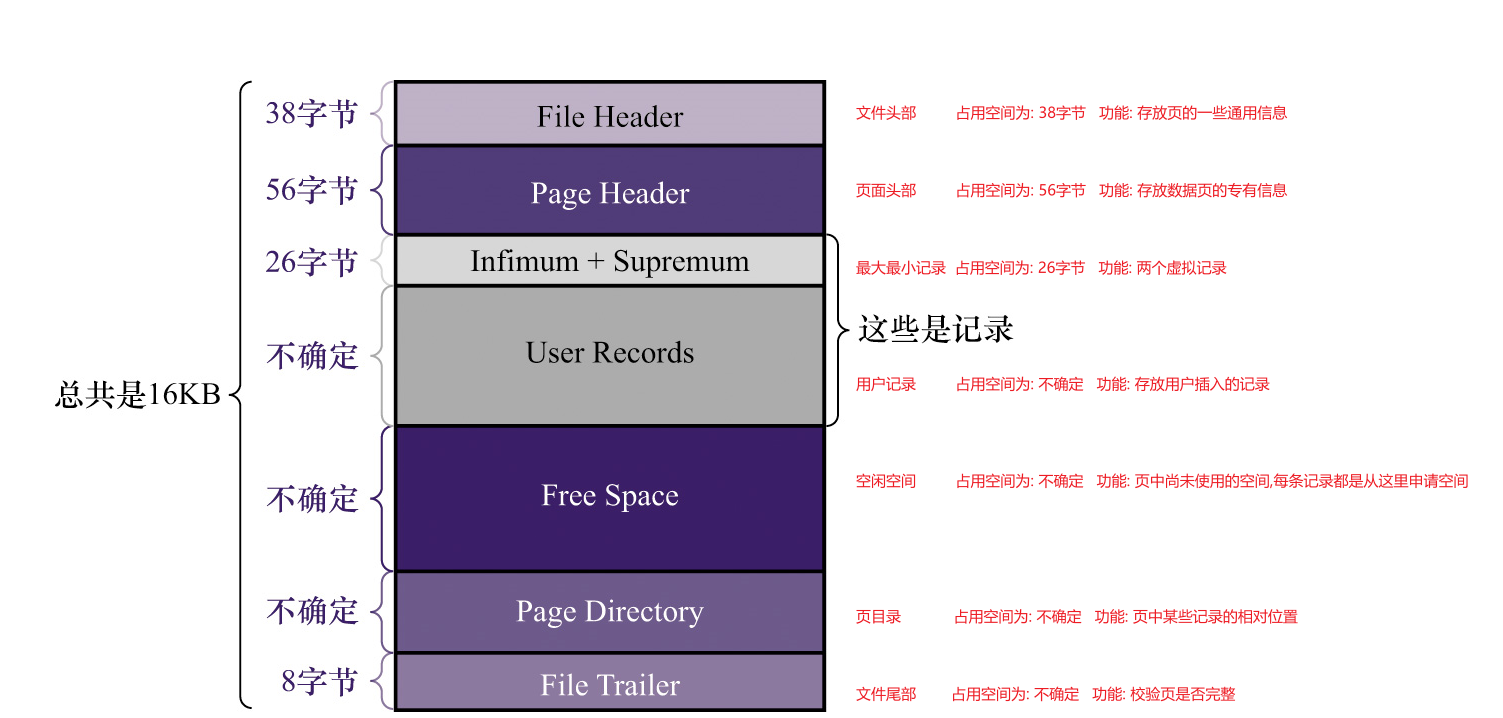 38字节
File Header
文件头部 占用空间为: 38字节 功能: 存放页的一些通用信息
56字节
Page Header
页面头部 占用空间为: 56字节 功能: 存放数据页的专有信息
26字节
Infimum + Supremum
最大最小记录 占用空间为: 26字节 功能: 两个虚拟记录
这些是记录
不确定
User Records
用户记录 占用空间为: 不确定 功能: 存放用户插入的记录
总共是16KB
不确定
Free Space
空闲空间 占用空间为: 不确定 功能: 页中尚未使用的空间,每条记录都是从这里申请空间
不确定
Page Directory
页目录 占用空间为: 不确定 功能: 页中某些记录的相对位置
8字节
File Trailer
文件尾部 占用空间为: 不确定 功能: 校验页是否完整